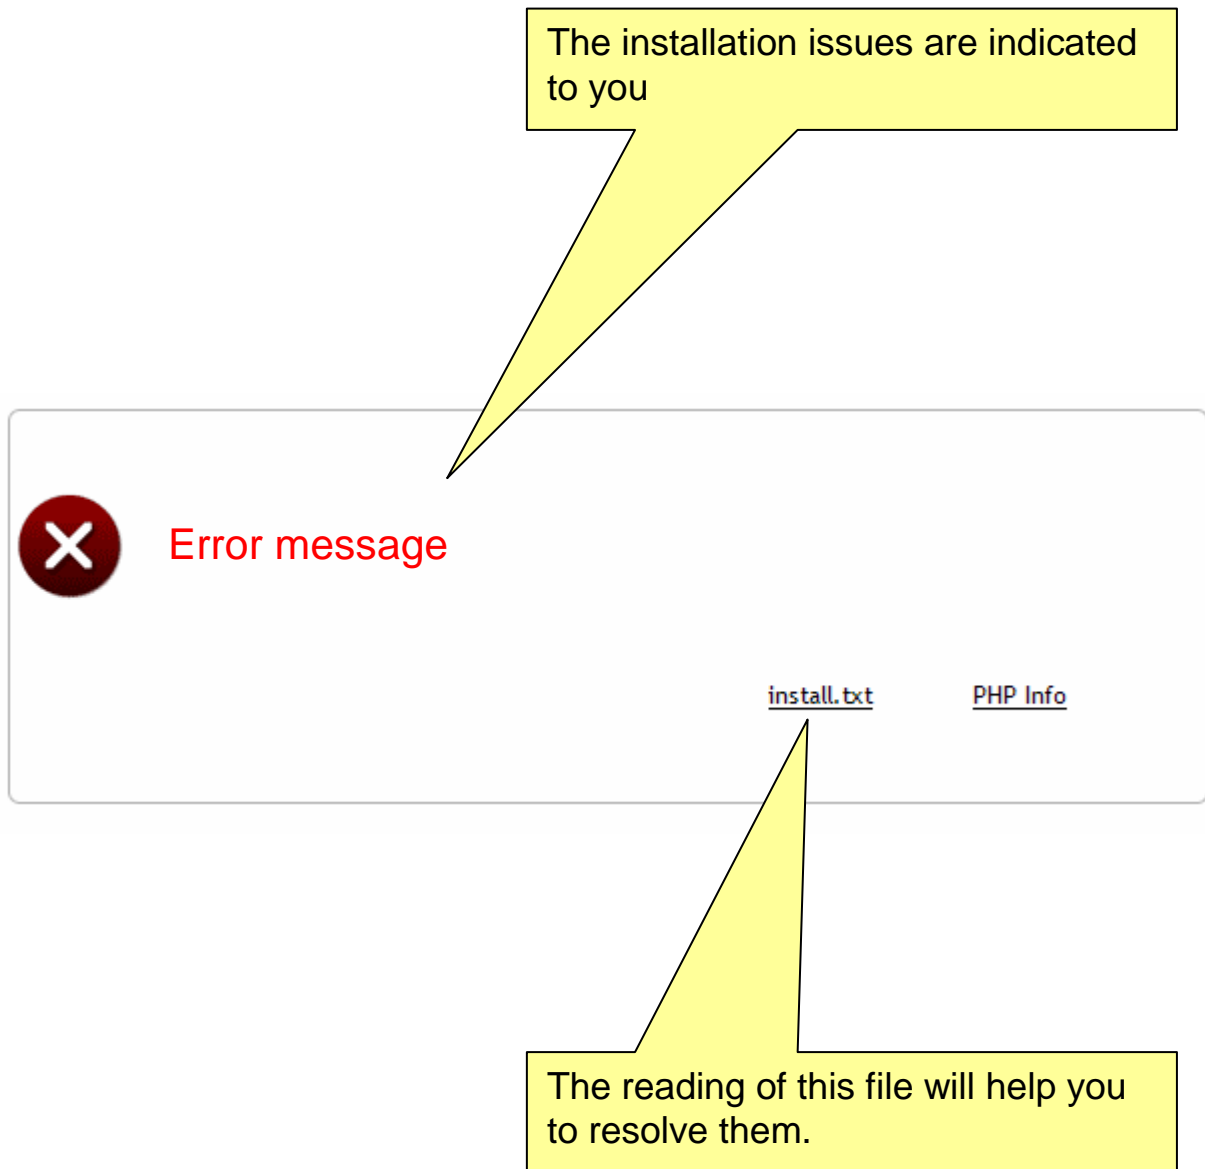 The installation issues are indicated
to you
Error message
install.txt PHP Info
The reading of this file will help you
to resolve them.